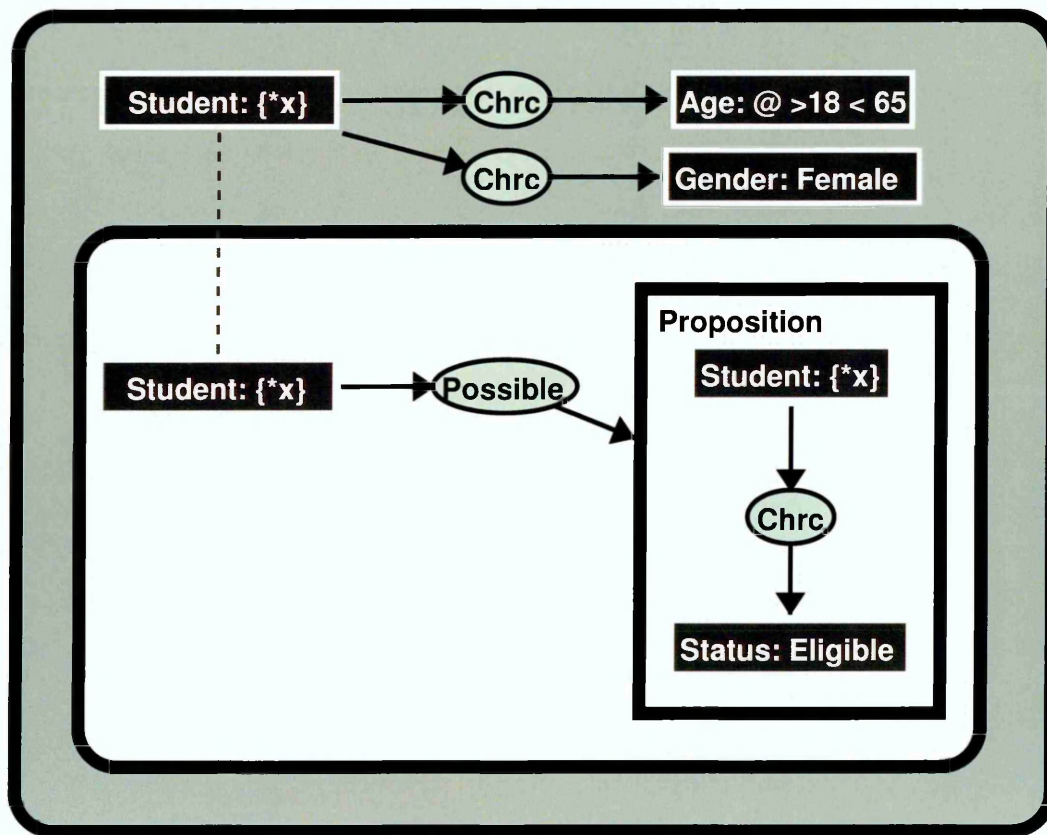 Student: {*x}
Chrc
Age: @ >18 < 65
Chrc
Gender: Female
Proposition
Student: {*x}
Possible
Student: {*x}
Chrc
Status: Eligible